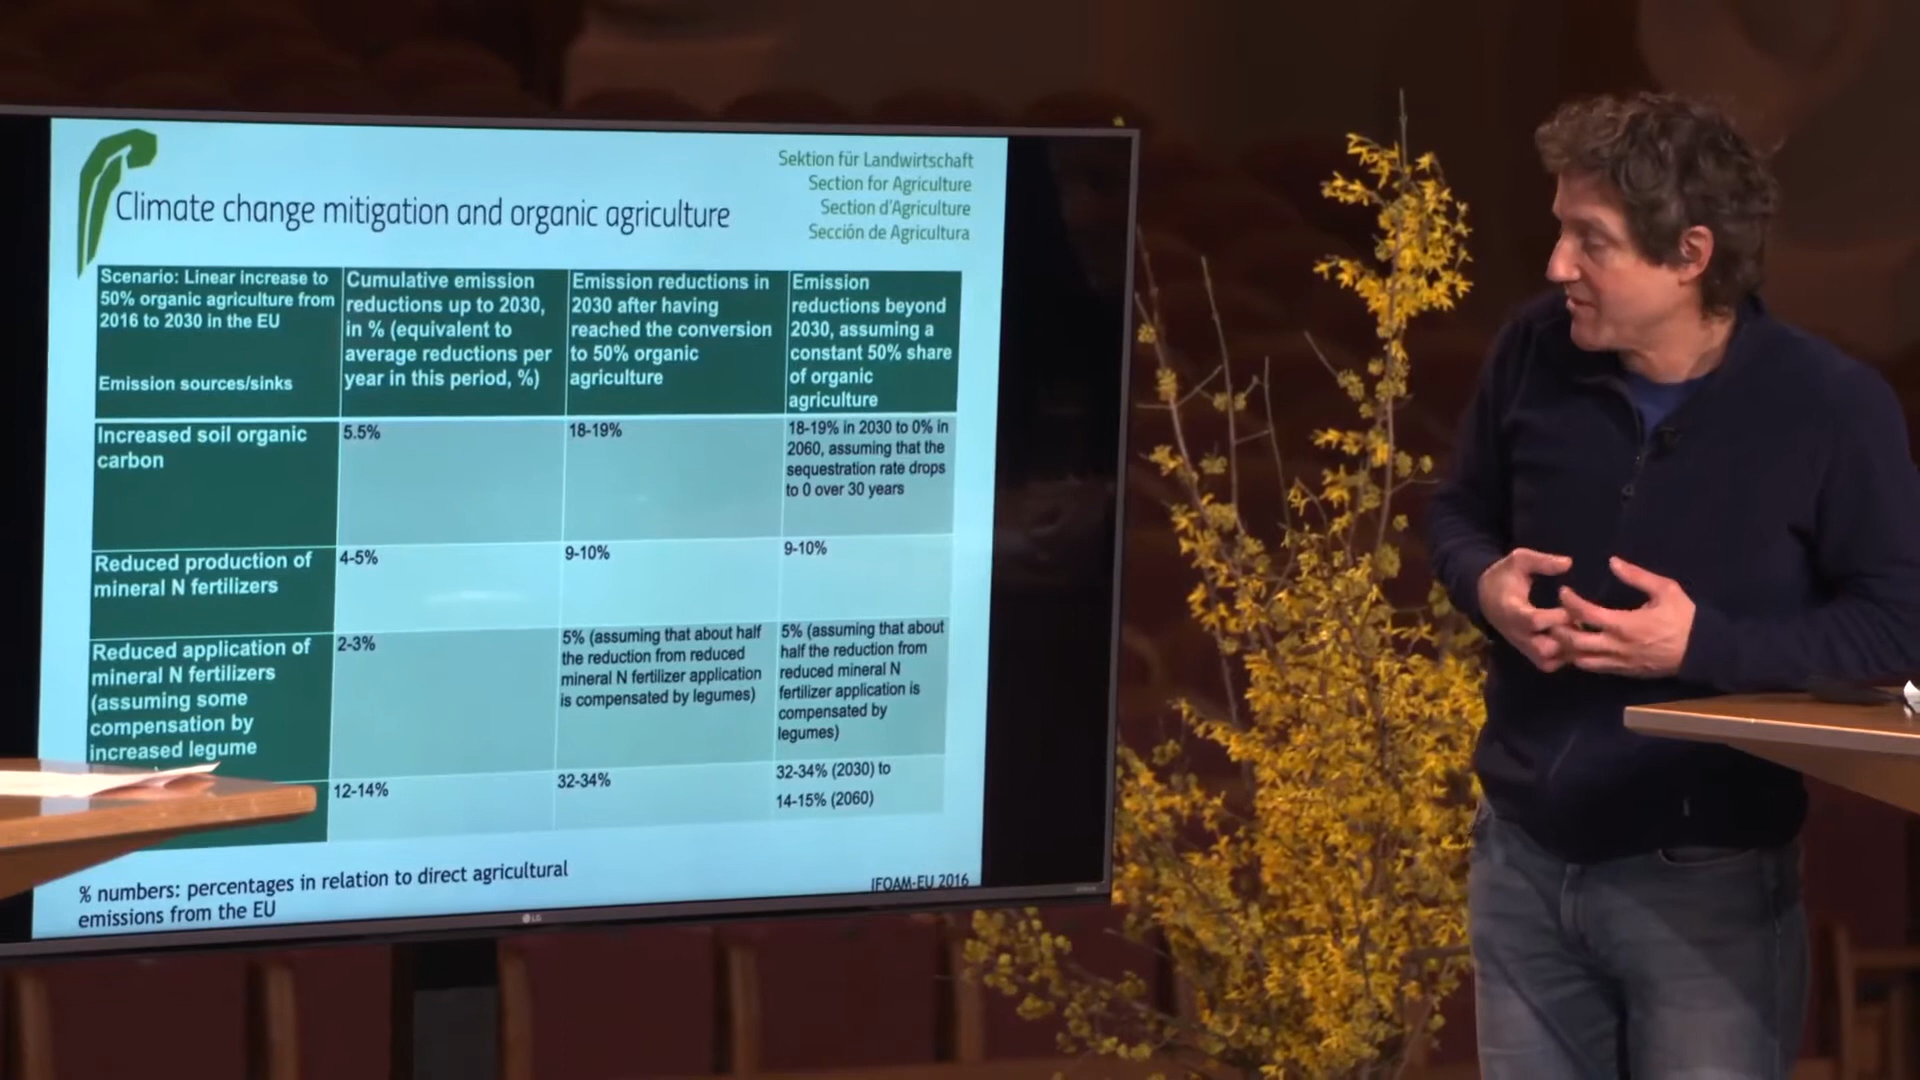 Sektion für Landwirtschaft
Section for Agriculture
Section d'Agriculture
Sección de Agricultura
Climate change mitigation and organic agriculture
Scenario: Linear increase to
50% organic agriculture from
2016 to 2030 in the EU
Emission sources/sinks
Cumulative emission
reductions up to 2030,
in % (equivalent to
average reductions per
year in this period, %)
Emission reductions in
2030 after having
reached the conversion
to 50% organic
agriculture
Emission
reductions beyond
2030, assuming a
constant 50% share
of organic
agriculture
Increased soil organic
carbon
5.5%
18-19%
18-19% in 2030 to 0% in
2060, assuming that the
sequestration rate drops
to 0 over 30 years
Reduced production of
mineral N fertilizers
4-5%
9-10%
9-10%
Reduced application of
mineral N fertilizers
(assuming some
compensation by
increased legume
2-3%
5% (assuming that about half
the reduction from reduced
mineral N fertilizer application
is compensated by legumes)
5% (assuming that about
half the reduction from
reduced mineral N
fertilizer application is
compensated by
legumes)
12-14%
32-34%
32-34% (2030) to
14-15% (2060)
% numbers: percentages in relation to direct agricultural
emissions from the EU
IFOAM-EU 2016
LG